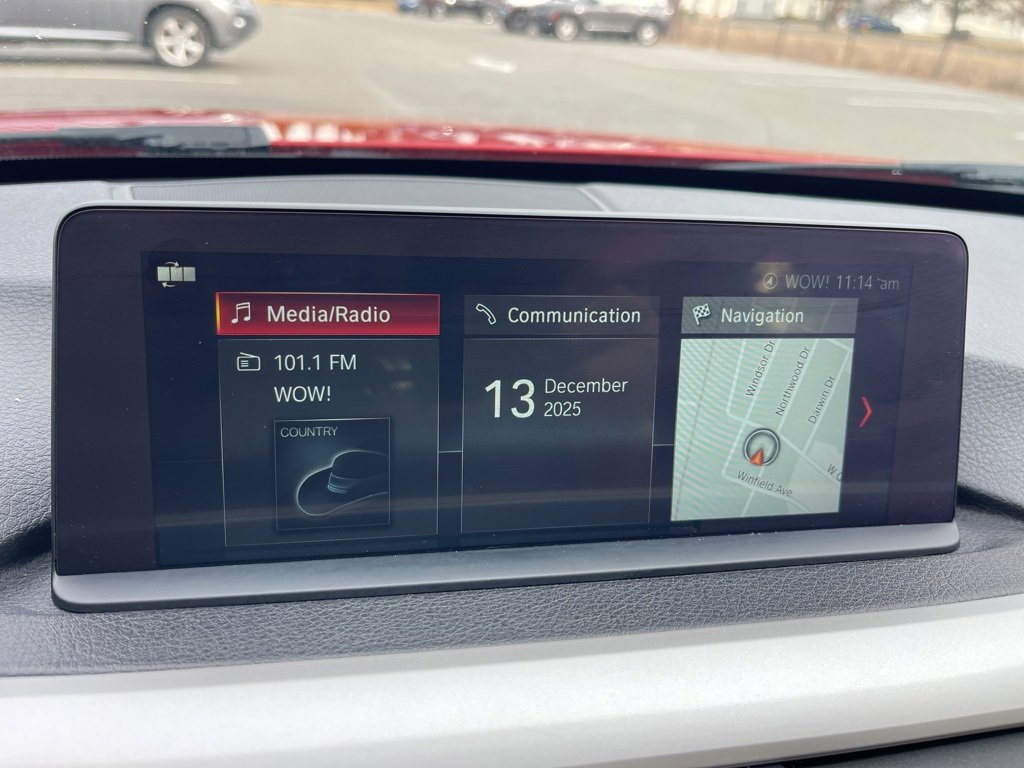 WOW! 11:14 am
Media/Radio
101.1 FM
WOW!
COUNTRY
Communication
13 December
2025
Navigation
Windsor Dr
Northwood Dr
Darwin Dr
Winfield Ave